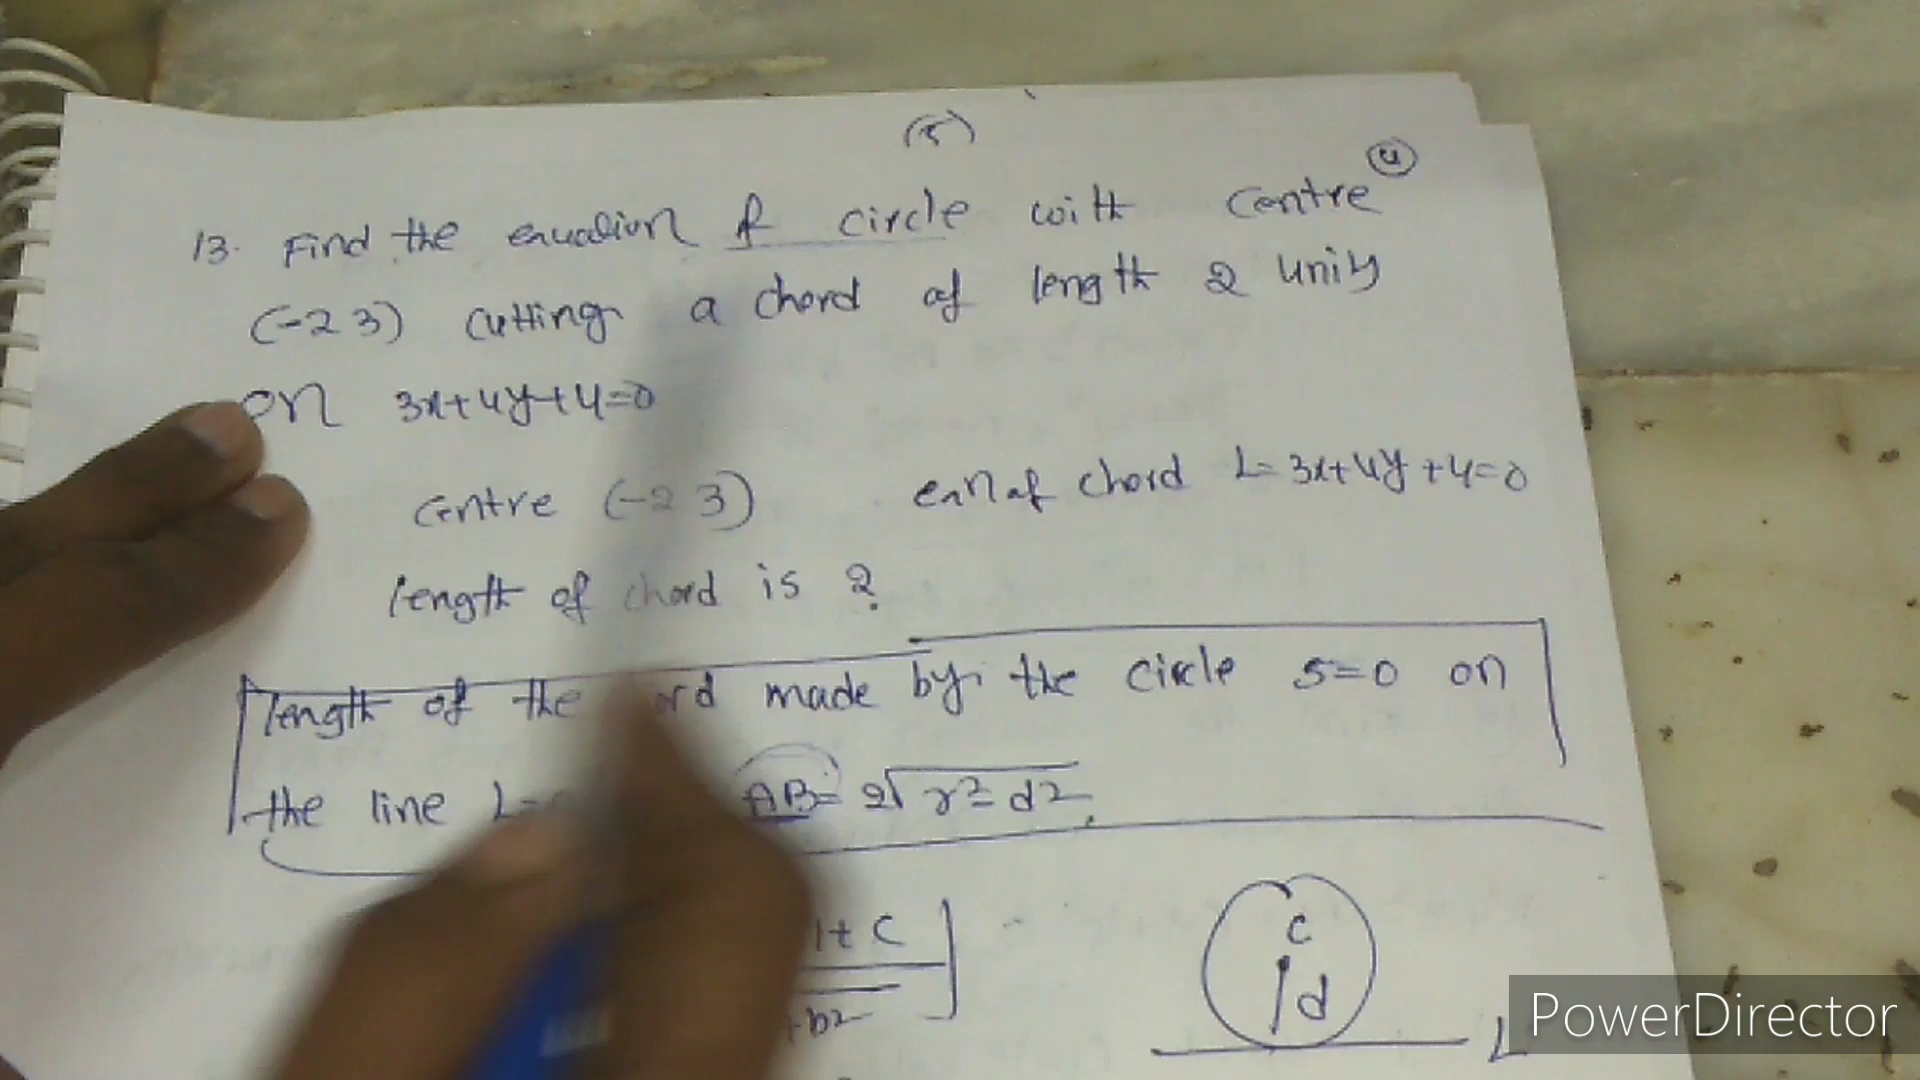 (5)
4
13. Find the equation of circle with centre
(-2 3) cutting a chord of length 2 units
on 3x+4y+4=0
centre (-2 3) eqn of chord L=3x+4y+4=0
length of chord is 2.
length of the made by the circle S=0 on
the line AB= 2√r²-d²
1+ C
+b2
C
d
L
PowerDirector